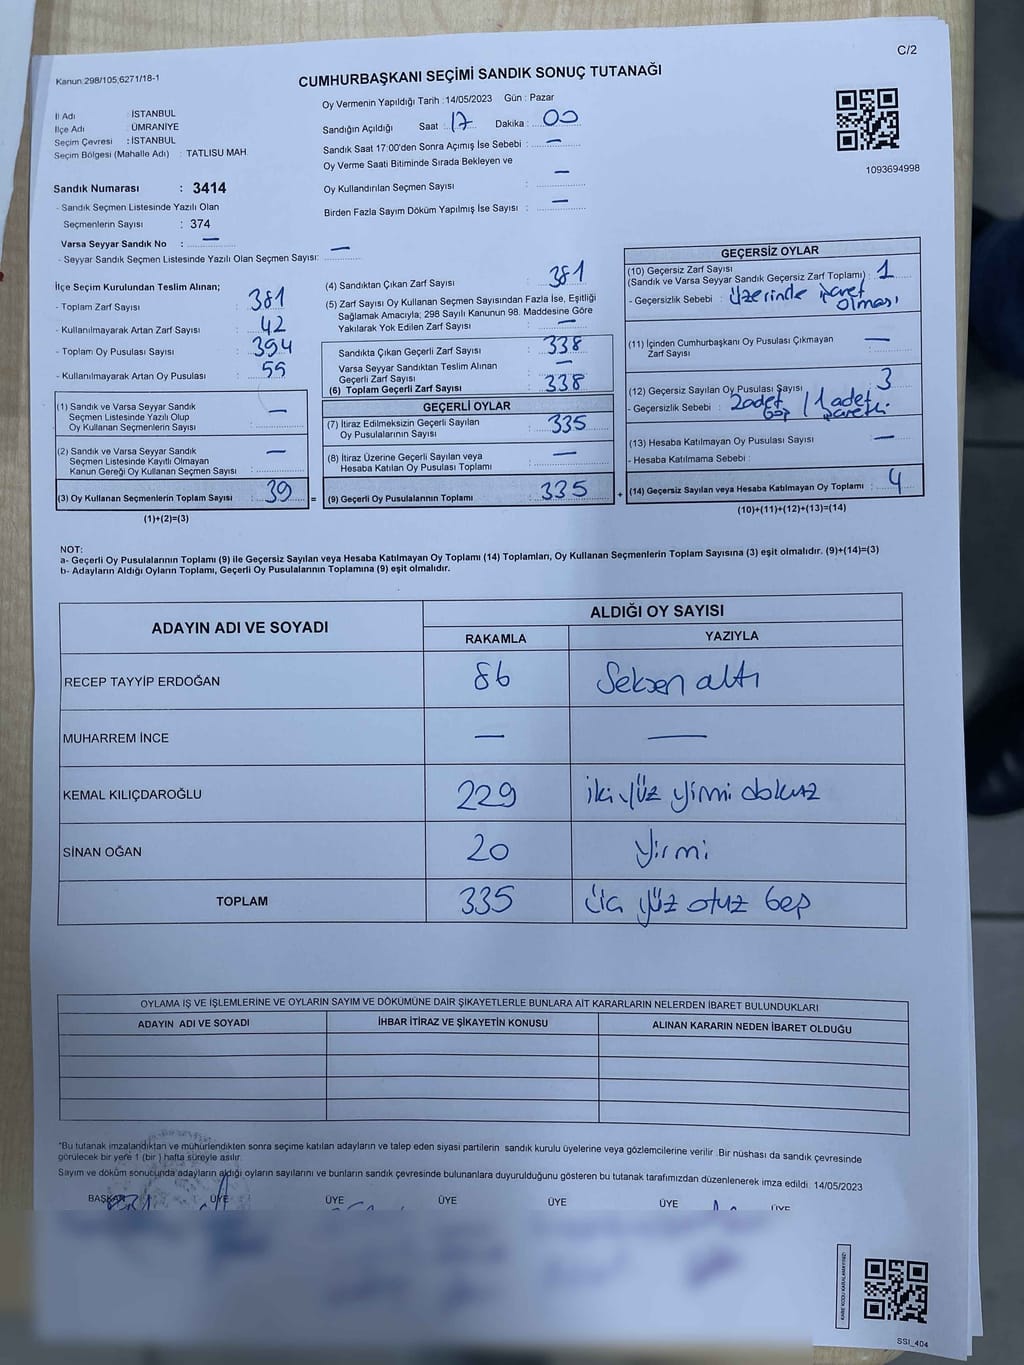 C/2
Kanun:298/105;6271/18-1
CUMHURBAŞKANI SEÇİMİ SANDIK SONUÇ TUTANAĞI
İl Adı : İSTANBUL
İlçe Adı : ÜMRANİYE
Seçim Çevresi : İSTANBUL
Seçim Bölgesi (Mahalle Adı) : TATLISU MAH.
Sandık Numarası : 3414
- Sandık Seçmen Listesinde Yazılı Olan
Seçmenlerin Sayısı : 374
Varsa Seyyar Sandık No : —
- Seyyar Sandık Seçmen Listesinde Yazılı Olan Seçmen Sayısı: —
Oy Vermenin Yapıldığı Tarih : 14/05/2023 Gün : Pazar
Sandığın Açıldığı Saat : 17 Dakika : 00
Sandık Saat 17:00'den Sonra Açımış İse Sebebi : —
Oy Verme Saati Bitiminde Sırada Bekleyen ve
Oy Kullandırılan Seçmen Sayısı : —
Birden Fazla Sayım Döküm Yapılmış İse Sayısı : —
1093694998
İlçe Seçim Kurulundan Teslim Alınan;
- Toplam Zarf Sayısı : 381
- Kullanılmayarak Artan Zarf Sayısı : 42
- Toplam Oy Pusulası Sayısı : 394
- Kullanılmayarak Artan Oy Pusulası : 55
(1) Sandık ve Varsa Seyyar Sandık
Seçmen Listesinde Yazılı Olup
Oy Kullanan Seçmenlerin Sayısı : —
(2) Sandık ve Varsa Seyyar Sandık
Seçmen Listesinde Kayıtlı Olmayan
Kanun Gereği Oy Kullanan Seçmen Sayısı : —
(3) Oy Kullanan Seçmenlerin Toplam Sayısı : 39 =
(1)+(2)=(3)
(4) Sandıktan Çıkan Zarf Sayısı : 381
(5) Zarf Sayısı Oy Kullanan Seçmen Sayısından Fazla İse, Eşitliği
Sağlamak Amacıyla; 298 Sayılı Kanunun 98. Maddesine Göre
Yakılarak Yok Edilen Zarf Sayısı : —
Sandıkta Çıkan Geçerli Zarf Sayısı : 338
Varsa Seyyar Sandıktan Teslim Alınan
Geçerli Zarf Sayısı : —
(6) Toplam Geçerli Zarf Sayısı : 338
GEÇERLİ OYLAR
(7) İtiraz Edilmeksizin Geçerli Sayılan
Oy Pusulalarının Sayısı : 335
(8) İtiraz Üzerine Geçerli Sayılan veya
Hesaba Katılan Oy Pusulası Toplamı : —
(9) Geçerli Oy Pusulalarının Toplamı : 335 +
GEÇERSİZ OYLAR
(10) Geçersiz Zarf Sayısı
(Sandık ve Varsa Seyyar Sandık Geçersiz Zarf Toplamı) : 1
- Geçersizlik Sebebi : üzerinde işaret
olması
(11) İçinden Cumhurbaşkanı Oy Pusulası Çıkmayan
Zarf Sayısı : —
(12) Geçersiz Sayılan Oy Pusulası Sayısı : 3
- Geçersizlik Sebebi : 2 adet boş / 1 adet işaretli
(13) Hesaba Katılmayan Oy Pusulası Sayısı : —
- Hesaba Katılmama Sebebi :
(14) Geçersiz Sayılan veya Hesaba Katılmayan Oy Toplamı : 4
(10)+(11)+(12)+(13)=(14)
NOT:
a- Geçerli Oy Pusulalarının Toplamı (9) ile Geçersiz Sayılan veya Hesaba Katılmayan Oy Toplamı (14) Toplamları, Oy Kullanan Seçmenlerin Toplam Sayısına (3) eşit olmalıdır. (9)+(14)=(3)
b- Adayların Aldığı Oyların Toplamı, Geçerli Oy Pusulalarının Toplamına (9) eşit olmalıdır.
ADAYIN ADI VE SOYADI
ALDIĞI OY SAYISI
RAKAMLA YAZIYLA
RECEP TAYYİP ERDOĞAN 86 Seksen altı
MUHARREM İNCE — —
KEMAL KILIÇDAROĞLU 229 iki yüz yirmi dokuz
SİNAN OĞAN 20 yirmi
TOPLAM 335 üç yüz otuz beş
OYLAMA İŞ VE İŞLEMLERİNE VE OYLARIN SAYIM VE DÖKÜMÜNE DAİR ŞİKAYETLERLE BUNLARA AİT KARARLARIN NELERDEN İBARET BULUNDUKLARI
ADAYIN ADI VE SOYADI İHBAR İTİRAZ VE ŞİKAYETİN KONUSU ALINAN KARARIN NEDEN İBARET OLDUĞU
"Bu tutanak imzalandıktan ve mühürlendikten sonra seçime katılan adayların ve talep eden siyasi partilerin sandık kurulu üyelerine veya gözlemcilerine verilir .Bir nüshası da sandık çevresinde
görülecek bir yere 1 (bir ) hafta süreyle asılır.
Sayım ve döküm sonucunda adayların aldığı oyların sayılarını ve bunların sandık çevresinde bulunanlara duyurulduğunu gösteren bu tutanak tarafımızdan düzenlenerek imza edildi. 14/05/2023
BAŞKAN ÜYE ÜYE ÜYE ÜYE ÜYE ÜYE
KARE KODU KARALAMAYINIZ!
SSI_404